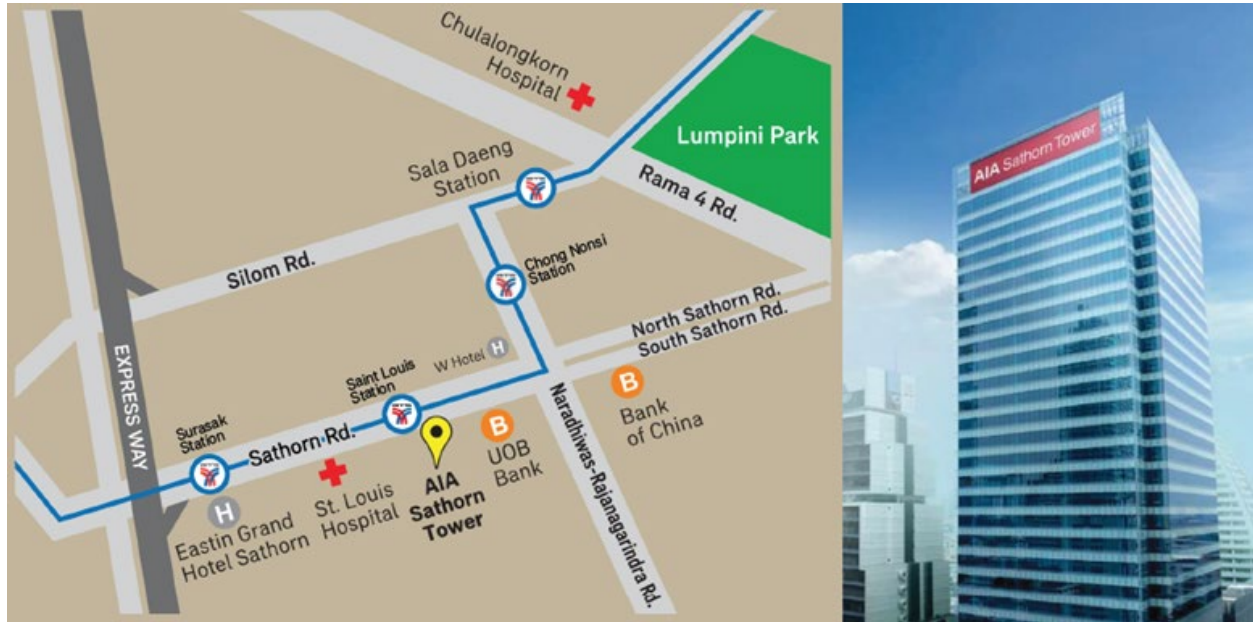 Chulalongkorn
Hospital
Lumpini Park
Sala Daeng
Station
Rama 4 Rd.
Silom Rd.
Chong Nonsi
Station
North Sathorn Rd.
South Sathorn Rd.
EXPRESS WAY
W Hotel H
Saint Louis
Station
Surasak
Station
Sathorn Rd.
B
UOB
Bank
B
Bank
of China
Naradhiwas-Rajanagarindra Rd.
H
Eastin Grand
Hotel Sathorn
St. Louis
Hospital
AIA
Sathorn
Tower
AIA Sathorn Tower